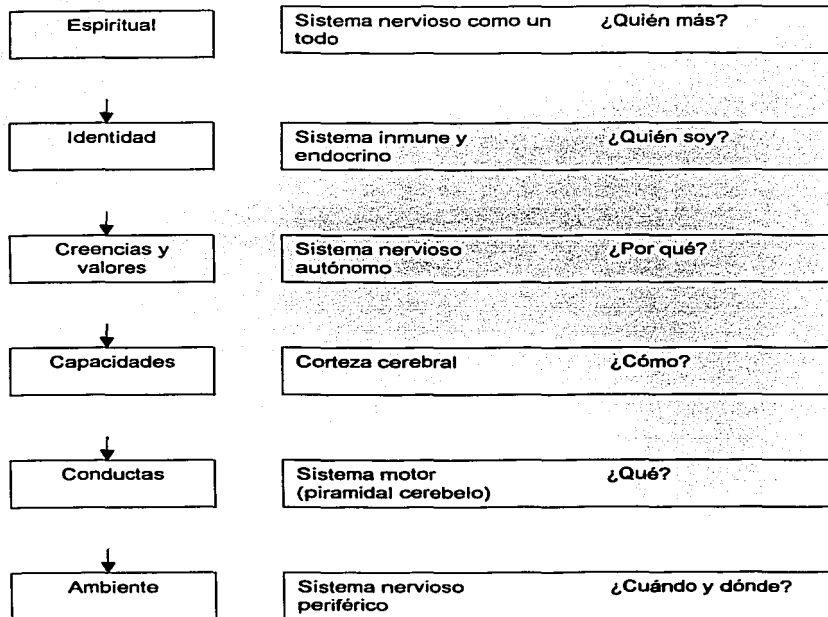 Espiritual
Sistema nervioso como un todo
¿Quién más?
Identidad
Sistema inmune y endocrino
¿Quién soy?
Creencias y valores
Sistema nervioso autónomo
¿Por qué?
Capacidades
Corteza cerebral
¿Cómo?
Conductas
Sistema motor (piramidal cerebelo)
¿Qué?
Ambiente
Sistema nervioso periférico
¿Cuándo y dónde?